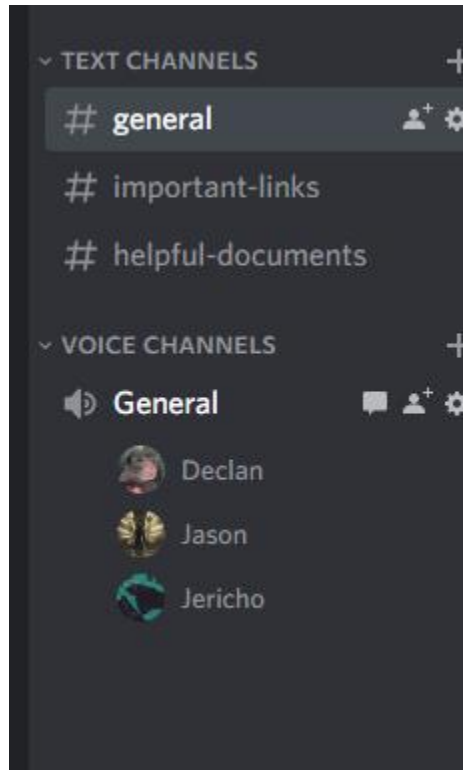 TEXT CHANNELS
general
important-links
helpful-documents
VOICE CHANNELS
General
Declan
Jason
Jericho